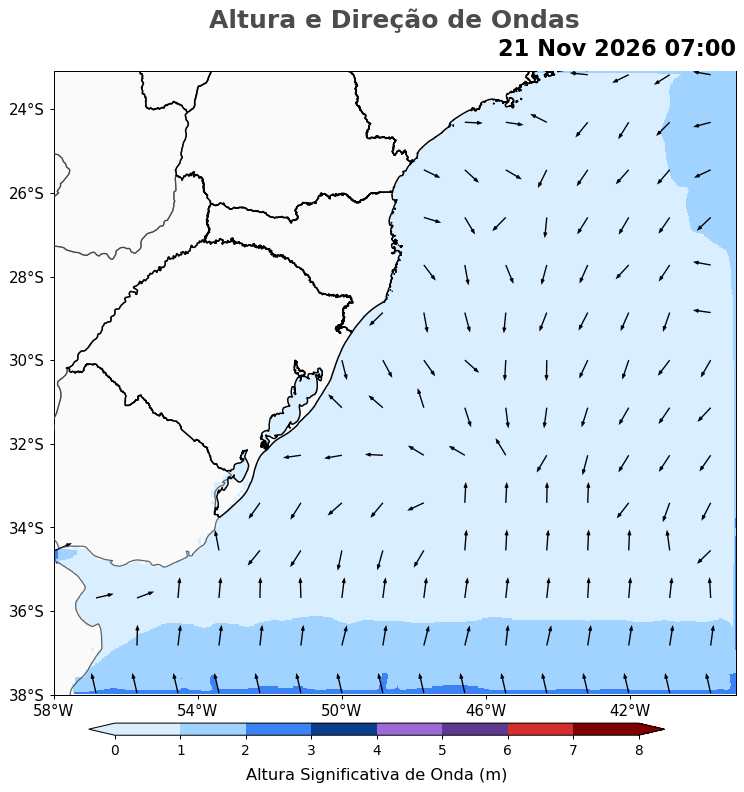 Altura e Direção de Ondas
21 Nov 2026 07:00
24°S
26°S
28°S
30°S
32°S
34°S
36°S
38°S
58°W 54°W 50°W 46°W 42°W
0 1 2 3 4 5 6 7 8
Altura Significativa de Onda (m)